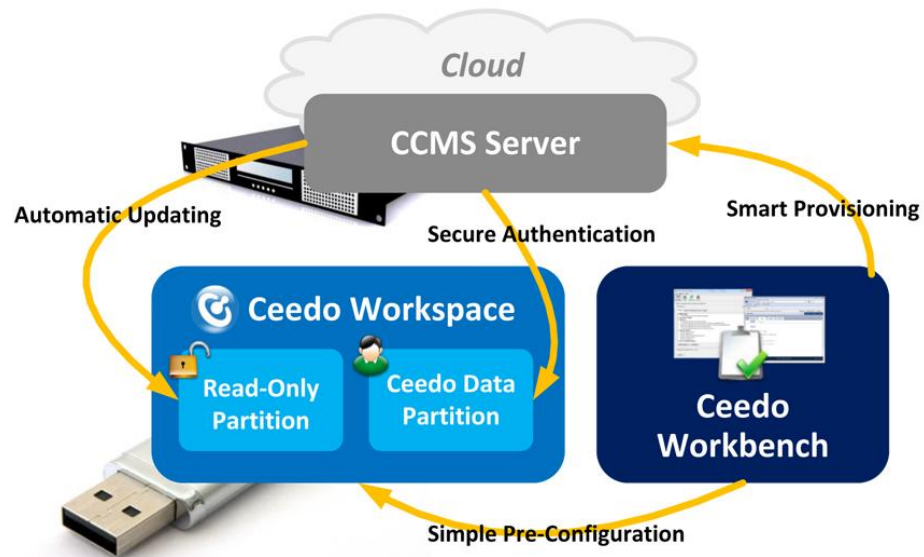 Cloud
CCMS Server
Automatic Updating
Secure Authentication
Smart Provisioning
Ceedo Workspace
Read-Only
Partition
Ceedo Data
Partition
Ceedo
Workbench
Simple Pre-Configuration